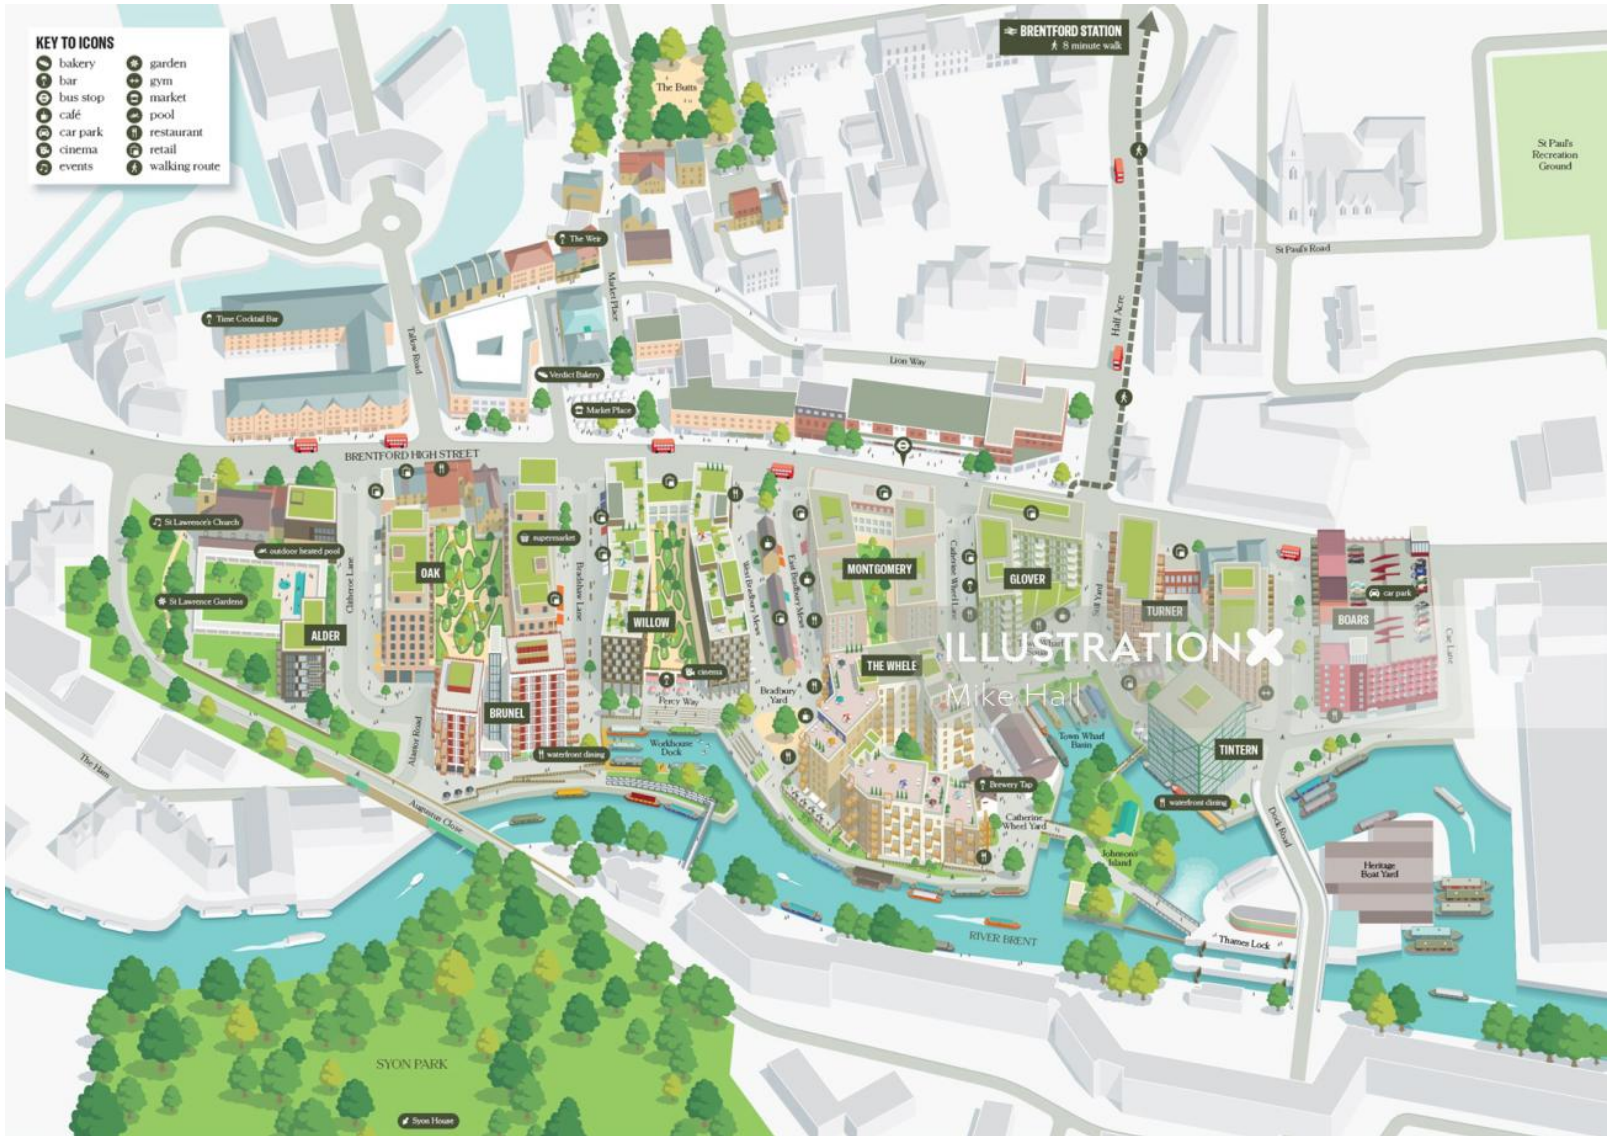 KEY TO ICONS
bakery
bar
bus stop
café
car park
cinema
events
garden
gym
market
pool
restaurant
retail
walking route
BRENTFORD STATION
8 minute walk
The Butts
St Paul's
Recreation
Ground
St Paul's Road
The Weir
Market Place
Time Cocktail Bar
Tallow Road
Half Acre
Lion Way
Verdict Bakery
Market Place
BRENTFORD HIGH STREET
St Lawrence's Church
outdoor heated pool
supermarket
Clitherow Lane
OAK
Bradshaw Lane
West Bradbury Mews
East Bradbury Mews
MONTGOMERY
Catherine Wheel Lane
GLOVER
Still Yard
TURNER
car park
BOARS
St Lawrence Gardens
ALDER
WILLOW
ILLUSTRATIONX
Mike Hall
THE WHELE
cinema
Percy Way
Bradbury
Yard
BRUNEL
Workhouse
Dock
waterfront dining
Town Wharf
Basin
TINTERN
The Ham
Augustus Close
Brewery Tap
waterfront dining
Catherine
Wheel Yard
Dock Road
Johnson's
Island
Heritage
Boat Yard
RIVER BRENT
Thames Lock
SYON PARK
Syon House